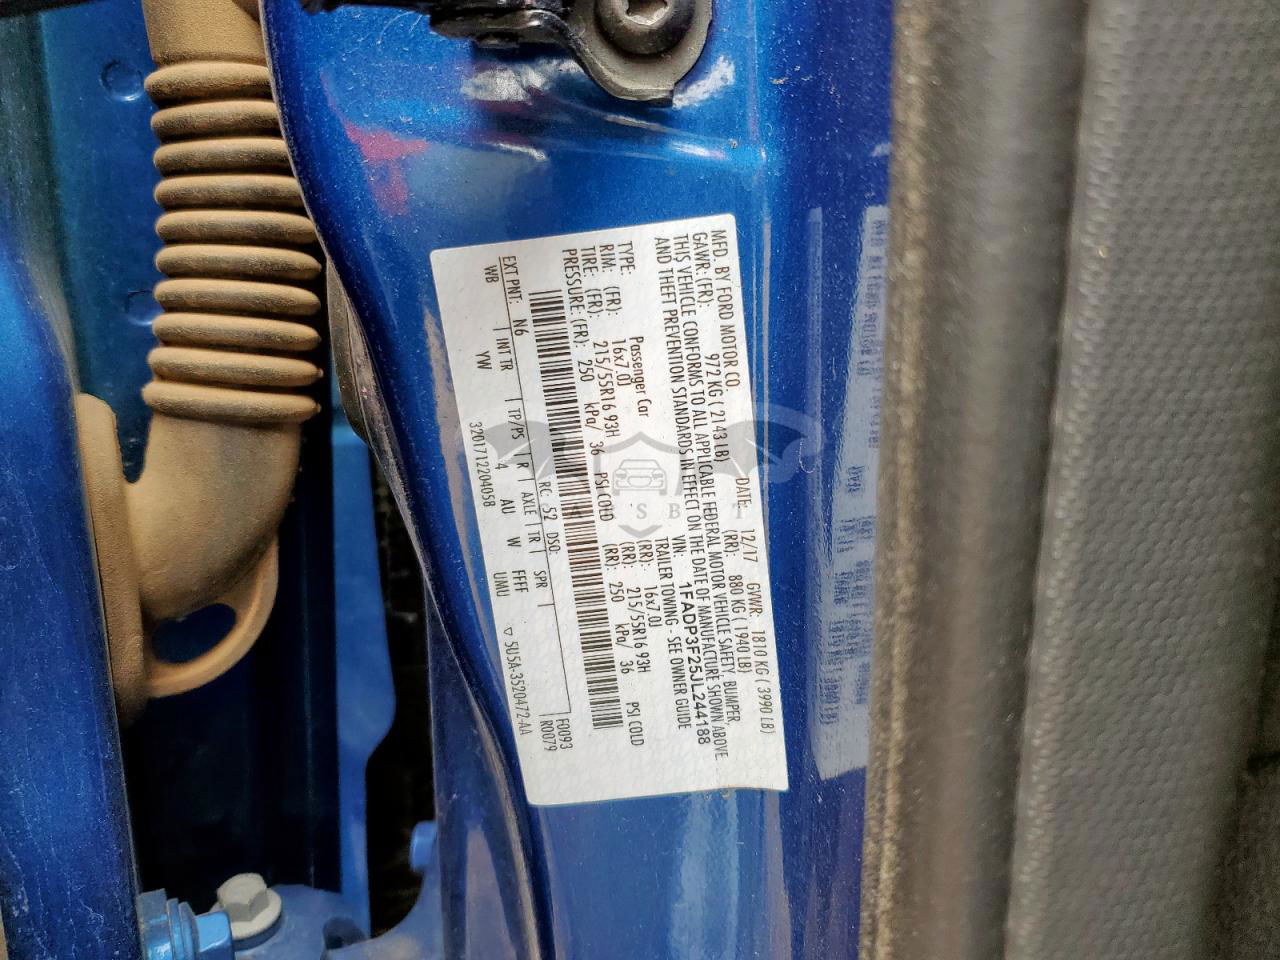 MFD. BY FORD MOTOR CO. DATE: 12/17 GVWR: 1810 KG ( 3990 LB)
GAWR: (FR): 972 KG ( 2143 LB) (RR): 880 KG ( 1940 LB)
THIS VEHICLE CONFORMS TO ALL APPLICABLE FEDERAL MOTOR VEHICLE SAFETY, BUMPER,
AND THEFT PREVENTION STANDARDS IN EFFECT ON THE DATE OF MANUFACTURE SHOWN ABOVE.
VIN: 1FADP3F25JL244188
TYPE: Passenger Car TRAILER TOWING - SEE OWNER GUIDE
RIM: (FR): 16x7.0J (RR): 16x7.0J
TIRE: (FR): 215/55R16 93H (RR): 215/55R16 93H
PRESSURE: (FR): 250 kPa/ 36 PSI COLD (RR): 250 kPa/ 36 PSI COLD
RC: 52 DSO: F0093
EXT PNT: N6 INT TR TP/PS R AXLE TR SPR R0079
WB YW 4 AU W FFFF UMU
3201712204058 ▽ 5U5A-3520472-AA
SBT